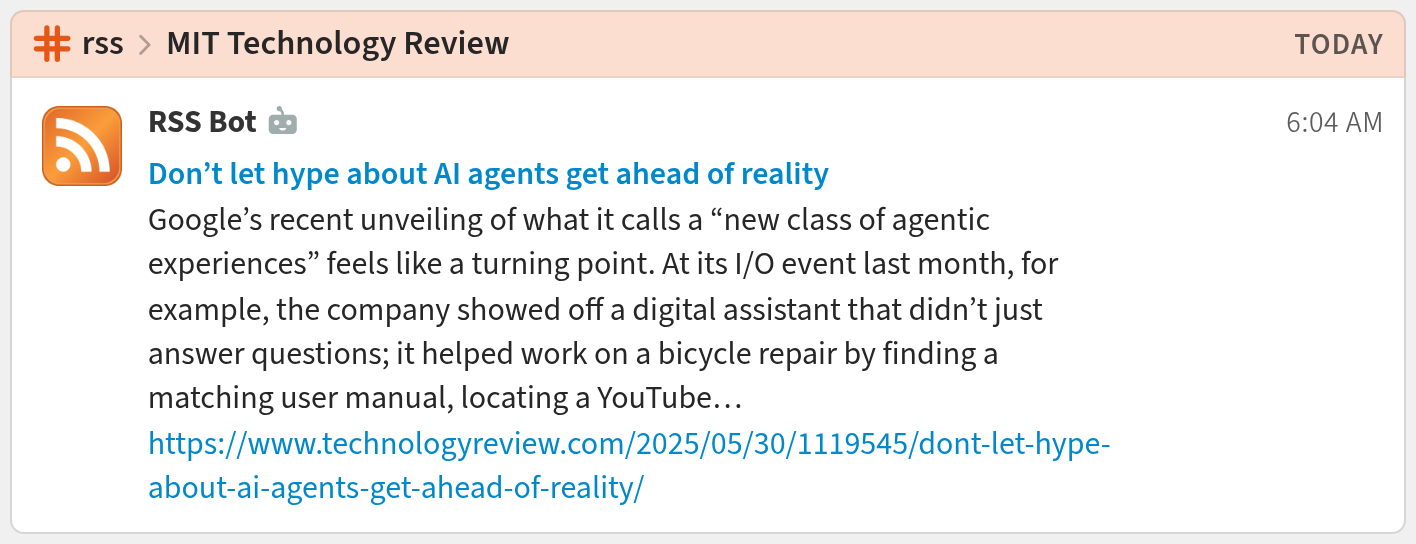 rss > MIT Technology Review TODAY
RSS Bot 6:04 AM
Don’t let hype about AI agents get ahead of reality
Google’s recent unveiling of what it calls a “new class of agentic
experiences” feels like a turning point. At its I/O event last month, for
example, the company showed off a digital assistant that didn’t just
answer questions; it helped work on a bicycle repair by finding a
matching user manual, locating a YouTube…
https://www.technologyreview.com/2025/05/30/1119545/dont-let-hype-
about-ai-agents-get-ahead-of-reality/